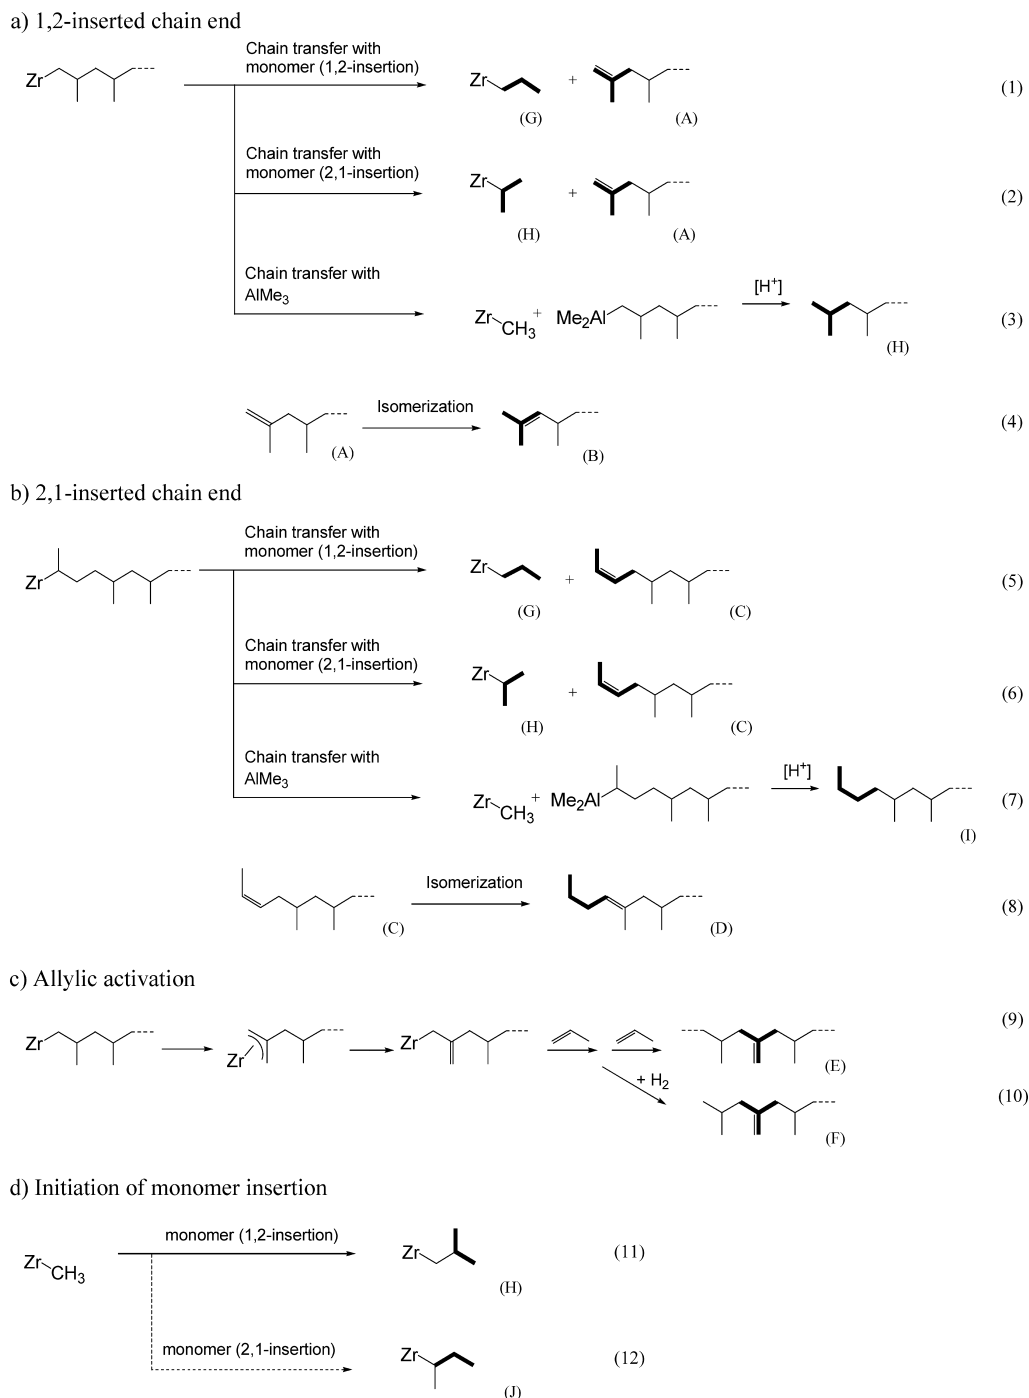 a) 1,2-inserted chain end
Chain transfer with
monomer (1,2-insertion)
Zr
Zr
+
(G)
(A)
(1)
Chain transfer with
monomer (2,1-insertion)
Zr
+
(H)
(A)
(2)
Chain transfer with
AlMe3
Zr
CH3
+
Me2Al
[H+]
(H)
(3)
Isomerization
(A)
(B)
(4)
b) 2,1-inserted chain end
Chain transfer with
monomer (1,2-insertion)
Zr
Zr
+
(G)
(C)
(5)
Chain transfer with
monomer (2,1-insertion)
Zr
+
(H)
(C)
(6)
Chain transfer with
AlMe3
Zr
CH3
+
Me2Al
[H+]
(I)
(7)
Isomerization
(C)
(D)
(8)
c) Allylic activation
Zr
Zr
Zr
(E)
(9)
+ H2
(F)
(10)
d) Initiation of monomer insertion
Zr
CH3
monomer (1,2-insertion)
Zr
(H)
(11)
monomer (2,1-insertion)
Zr
(J)
(12)